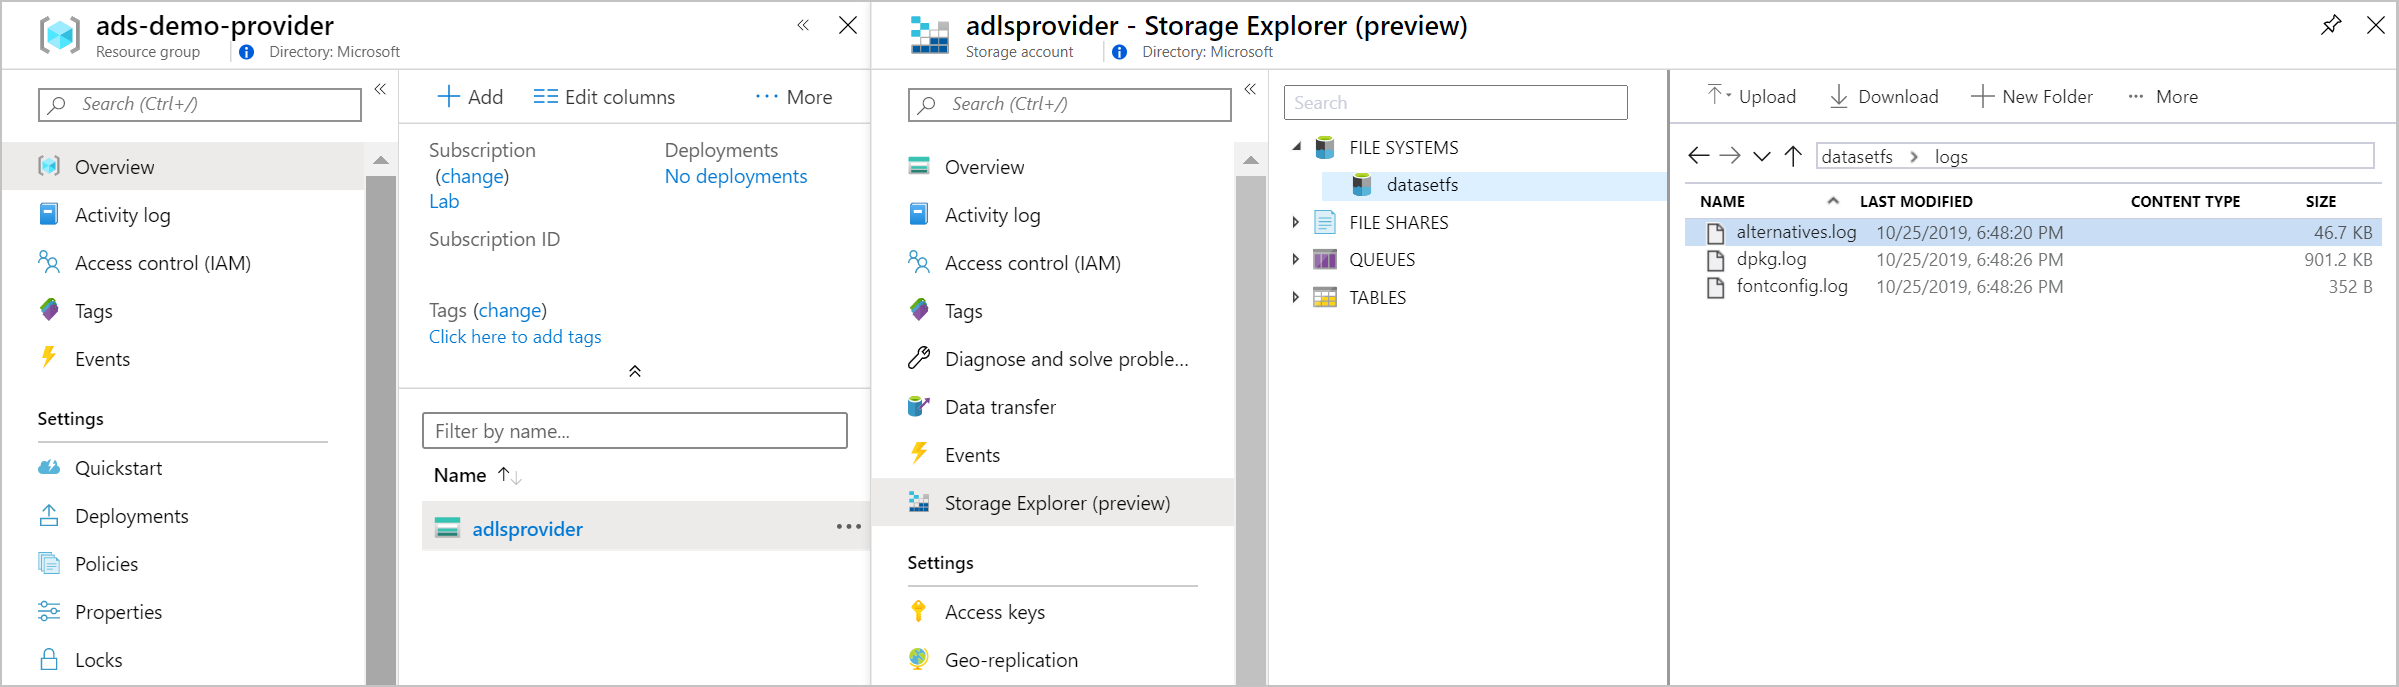 ads-demo-provider
Resource group
Directory: Microsoft
Search (Ctrl+/)
Overview
Activity log
Access control (IAM)
Tags
Events
Settings
Quickstart
Deployments
Policies
Properties
Locks
Add
Edit columns
More
Subscription
(change)
Lab
Subscription ID
Deployments
No deployments
Tags (change)
Click here to add tags
Filter by name...
Name
adlsprovider
adlsprovider - Storage Explorer (preview)
Storage account
Directory: Microsoft
Search (Ctrl+/)
Overview
Activity log
Access control (IAM)
Tags
Diagnose and solve proble...
Data transfer
Events
Storage Explorer (preview)
Settings
Access keys
Geo-replication
Search
FILE SYSTEMS
datasetfs
FILE SHARES
QUEUES
TABLES
Upload
Download
New Folder
More
datasetfs > logs
NAME LAST MODIFIED CONTENT TYPE SIZE
alternatives.log 10/25/2019, 6:48:20 PM 46.7 KB
dpkg.log 10/25/2019, 6:48:26 PM 901.2 KB
fontconfig.log 10/25/2019, 6:48:26 PM 352 B